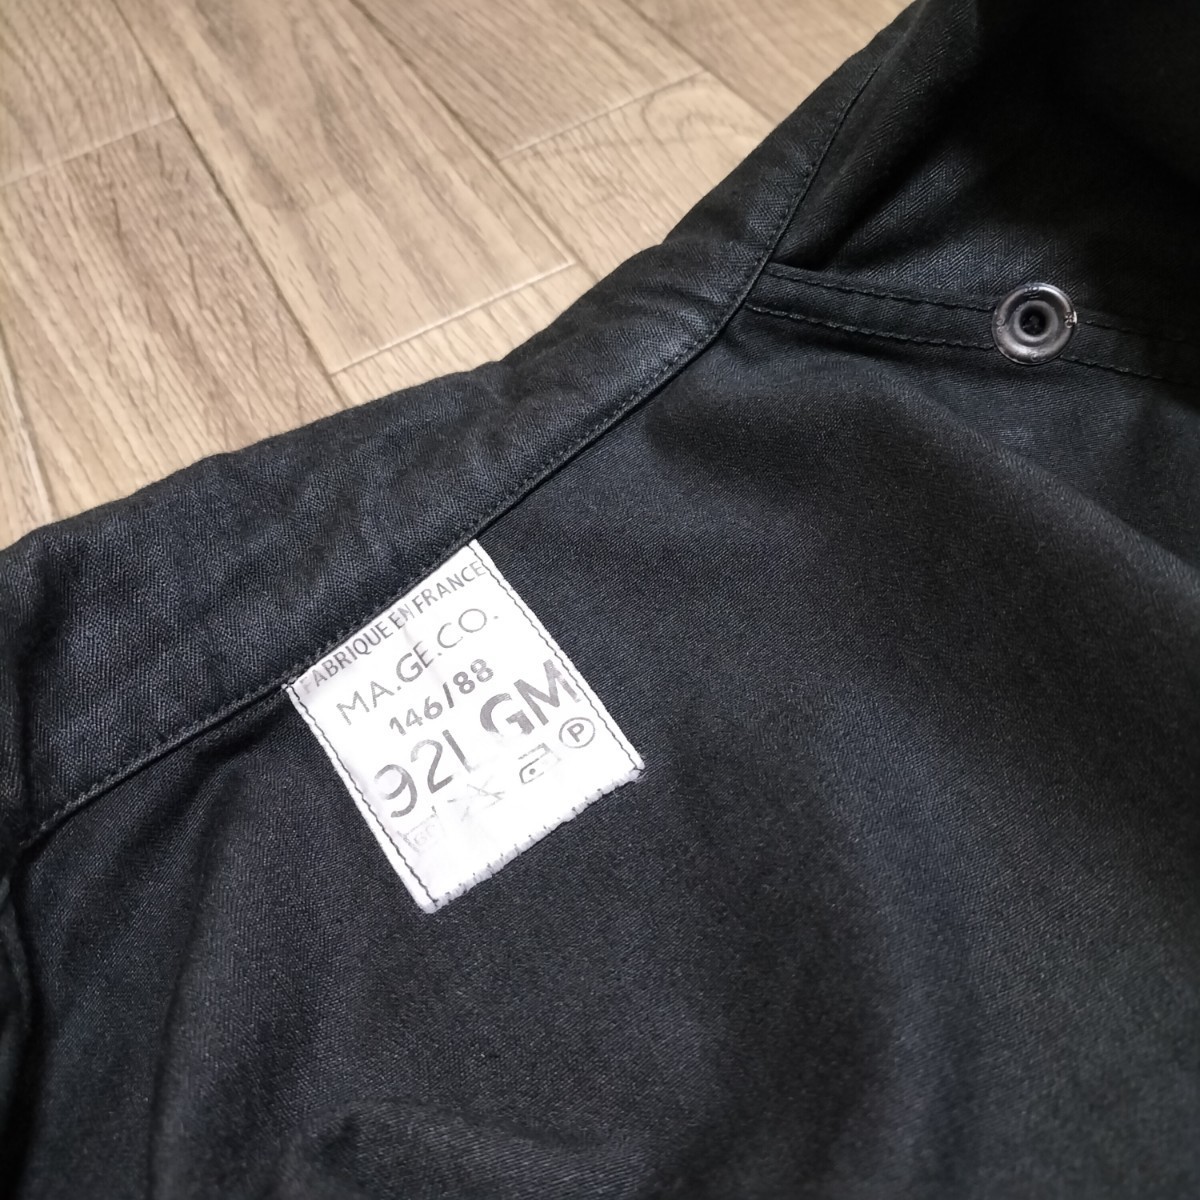 FABRIQUE EN FRANCE
MA.GE.CO.
146/88
92L GM
P